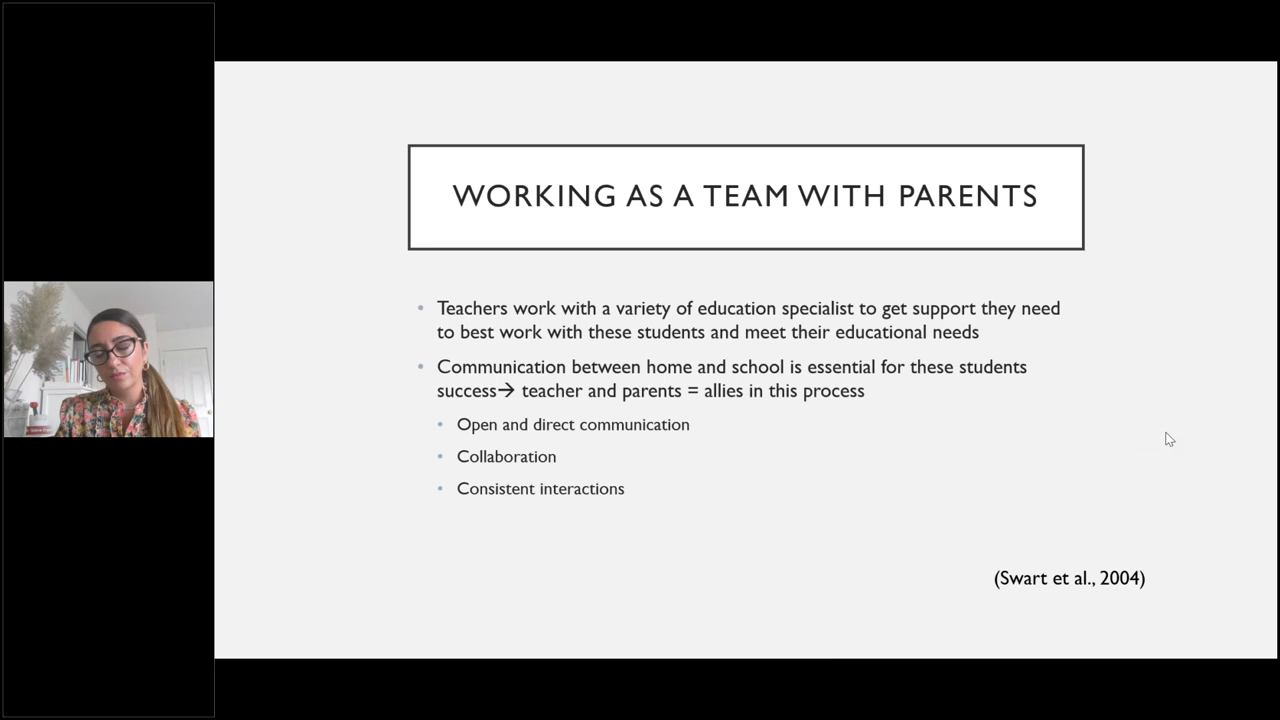 WORKING AS A TEAM WITH PARENTS
• Teachers work with a variety of education specialist to get support they need
to best work with these students and meet their educational needs
• Communication between home and school is essential for these students
success→ teacher and parents = allies in this process
• Open and direct communication
• Collaboration
• Consistent interactions
(Swart et al., 2004)